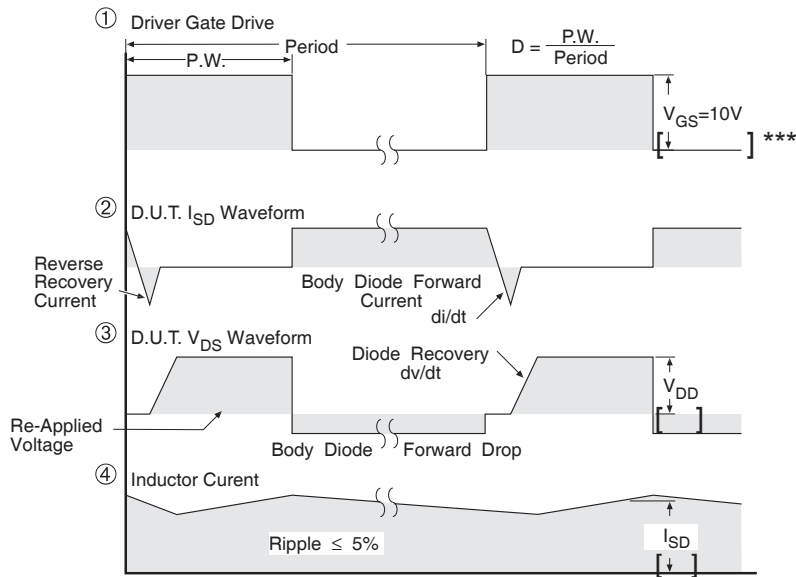 ① Driver Gate Drive
Period
P.W.
D = P.W. / Period
V_GS=10V
[ ] ***
② D.U.T. I_SD Waveform
Reverse
Recovery
Current
Body Diode Forward
Current
di/dt
③ D.U.T. V_DS Waveform
Diode Recovery
dv/dt
V_DD
[ ]
Re-Applied
Voltage
Body Diode Forward Drop
④ Inductor Curent
Ripple ≤ 5%
I_SD
[ ]